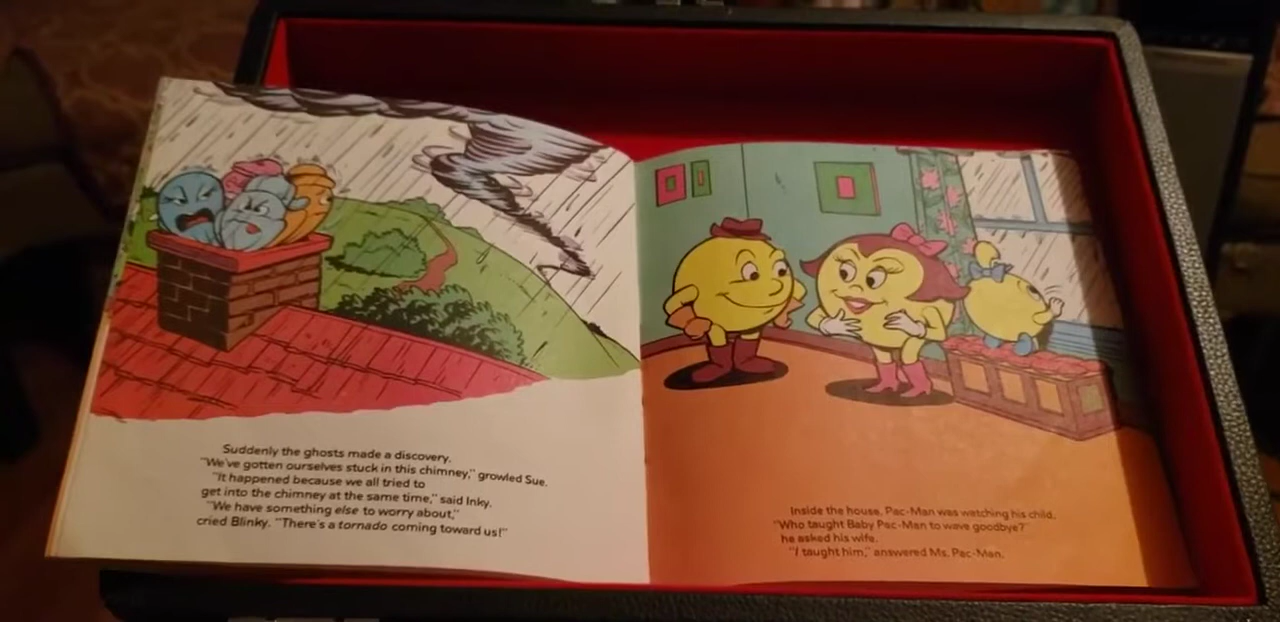 Suddenly the ghosts made a discovery.
"We've gotten ourselves stuck in this chimney," growled Sue.
"It happened because we all tried to
get into the chimney at the same time," said Inky.
"We have something else to worry about,"
cried Blinky. "There's a tornado coming toward us!"
Inside the house, Pac-Man was watching his child.
"Who taught Baby Pac-Man to wave goodbye?"
he asked his wife.
"I taught him," answered Ms. Pac-Man.